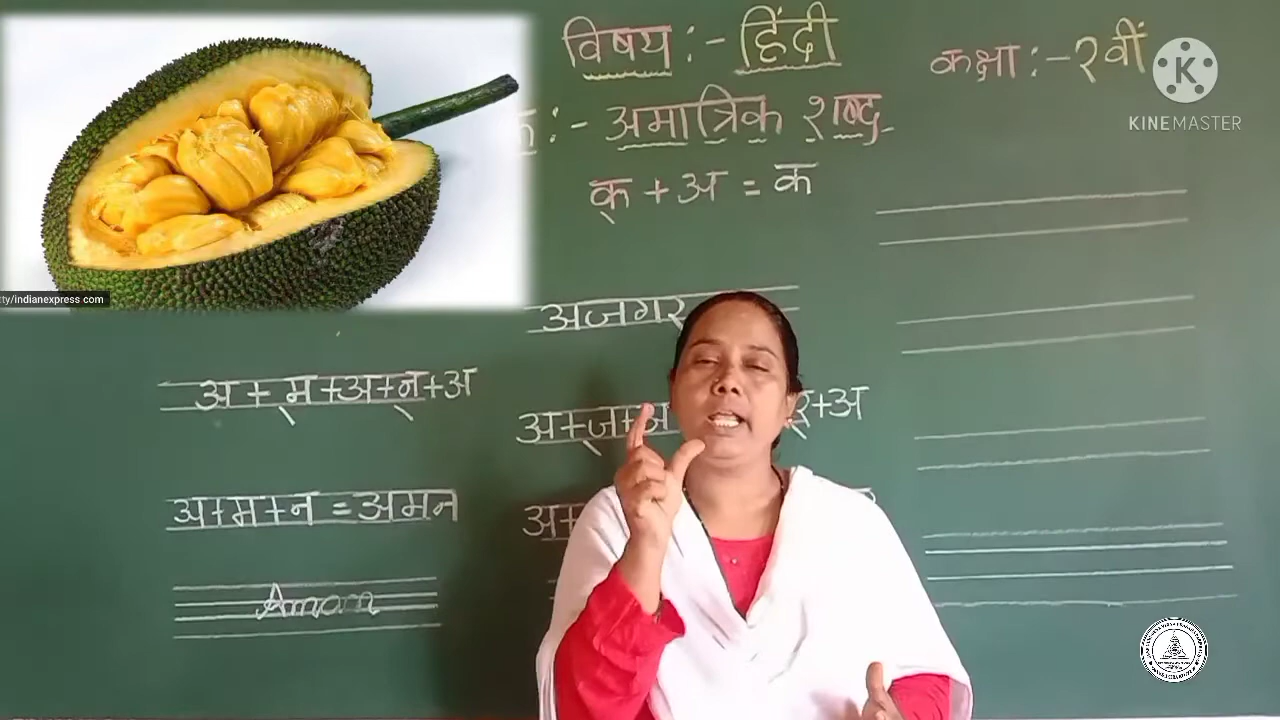 विषय :- हिंदी
कक्षा :- २वीं
:- अमात्रिक शब्द
क् + अ = क
अजगर
अ + म् + अ + न् + अ
अ + ज् + अ
र् + अ
अ + म + न = अमन
अ +
Aman
KINEMASTER
ty/indianexpress.com